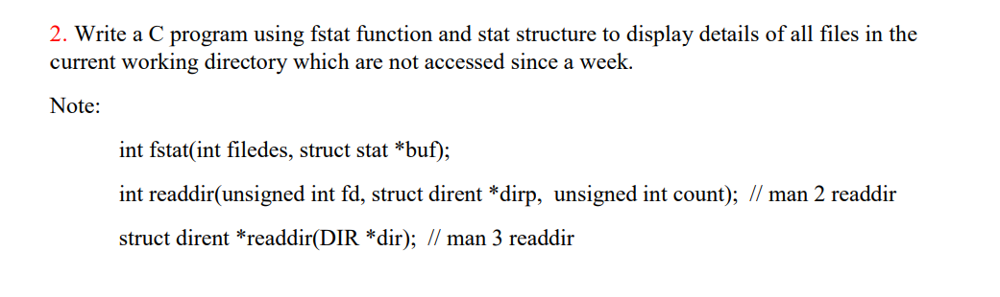 2. Write a C program using fstat function and stat structure to display details of all files in the
current working directory which are not accessed since a week.
Note:
int fstat(int filedes, struct stat *buf);
int readdir(unsigned int fd, struct dirent *dirp, unsigned int count); // man 2 readdir
struct dirent *readdir(DIR *dir); // man 3 readdir